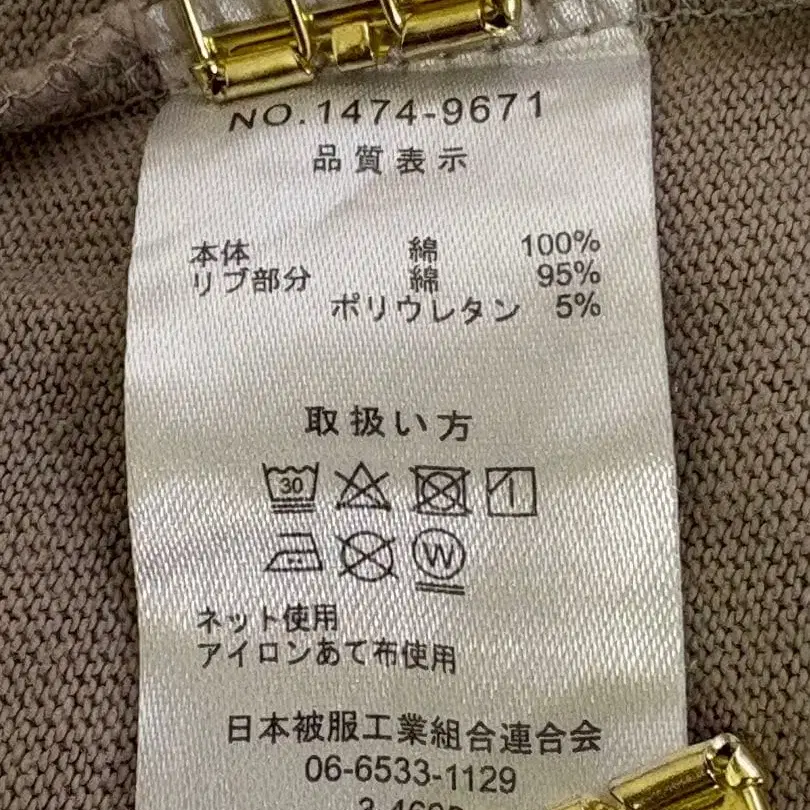 NO.1474-9671
品質表示
本体 綿 100%
リブ部分 綿 95%
ポリウレタン 5%
取扱い方
30
W
ネット使用
アイロンあて布使用
日本被服工業組合連合会
06-6533-1129